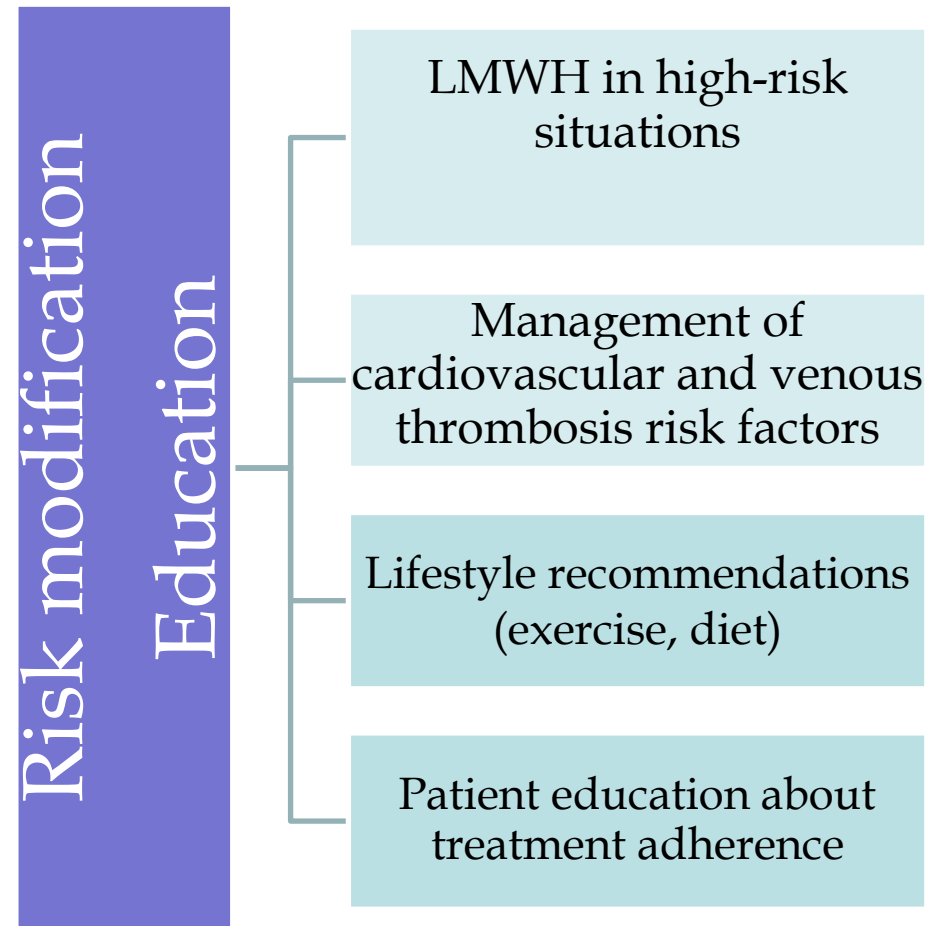 Risk modification
Education
LMWH in high-risk
situations
Management of
cardiovascular and venous
thrombosis risk factors
Lifestyle recommendations
(exercise, diet)
Patient education about
treatment adherence